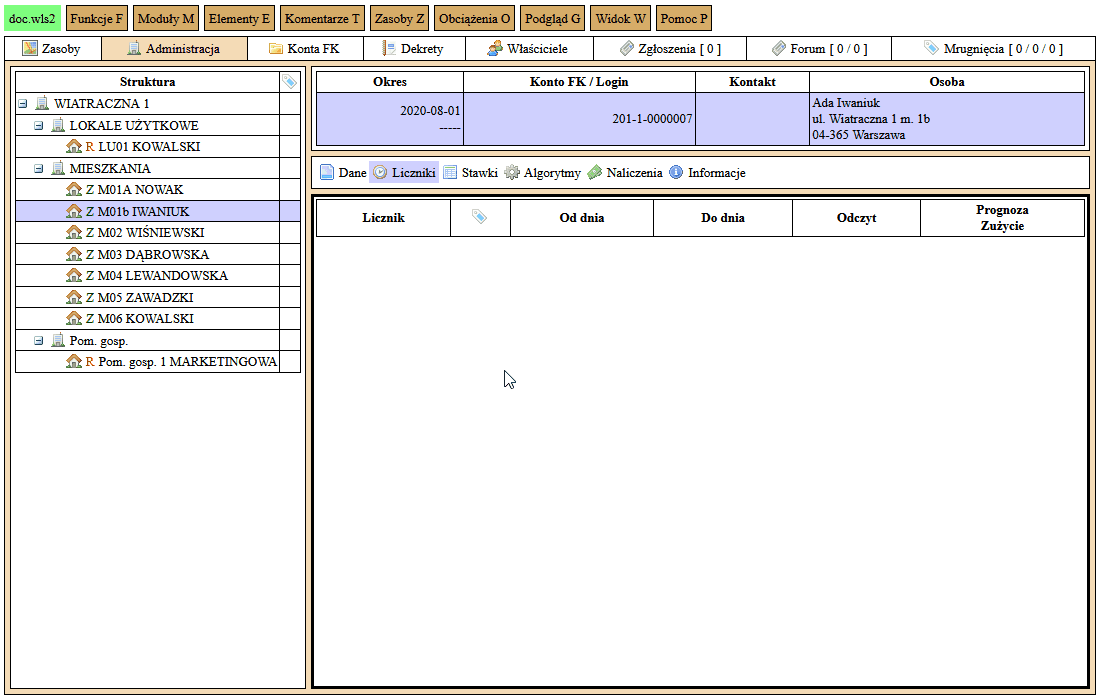 doc.wls2 Funkcje F Moduły M Elementy E Komentarze T Zasoby Z Obciążenia O Podgląd G Widok W Pomoc P
Zasoby Administracja Konta FK Dekrety Właściciele Zgłoszenia [ 0 ] Forum [ 0 / 0 ] Mrugnięcia [ 0 / 0 / 0 ]
Struktura
WIATRACZNA 1
LOKALE UŻYTKOWE
R LU01 KOWALSKI
MIESZKANIA
Z M01A NOWAK
Z M01b IWANIUK
Z M02 WIŚNIEWSKI
Z M03 DĄBROWSKA
Z M04 LEWANDOWSKA
Z M05 ZAWADZKI
Z M06 KOWALSKI
Pom. gosp.
R Pom. gosp. 1 MARKETINGOWA
Okres Konto FK / Login Kontakt Osoba
2020-08-01
-----
201-1-0000007
Ada Iwaniuk
ul. Wiatraczna 1 m. 1b
04-365 Warszawa
Dane Liczniki Stawki Algorytmy Naliczenia Informacje
Licznik Od dnia Do dnia Odczyt Prognoza
Zużycie